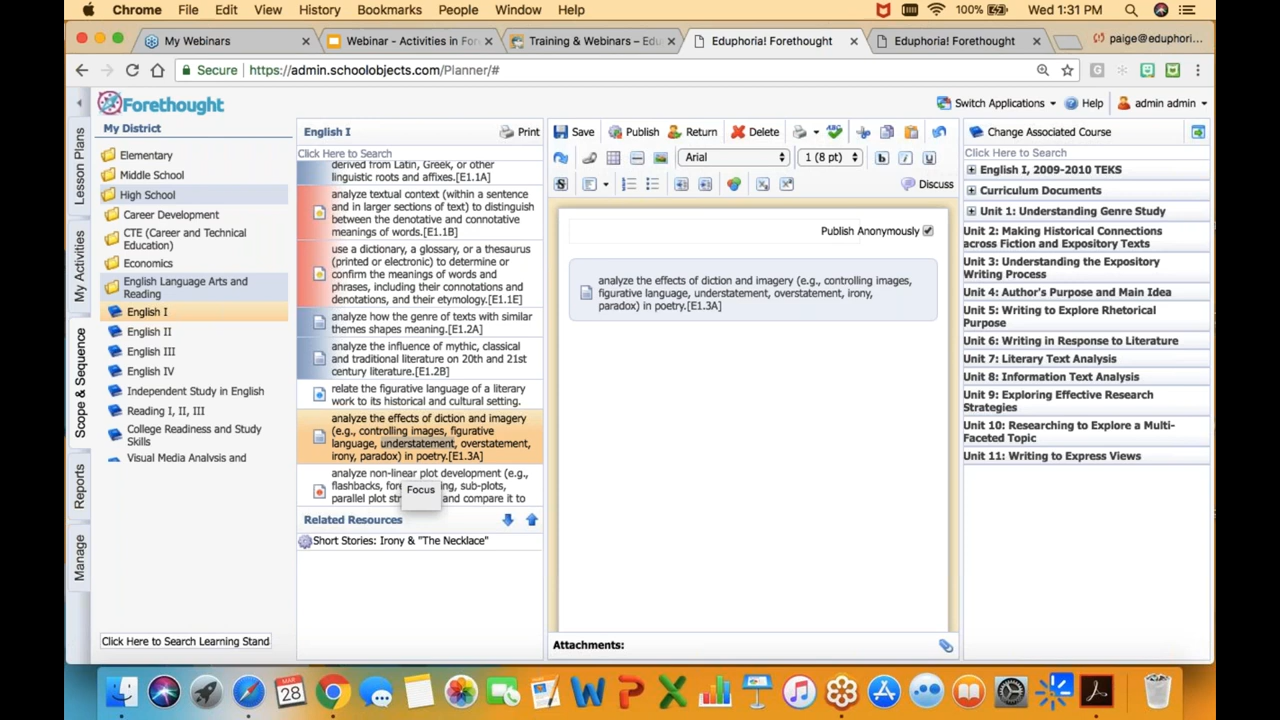 Chrome File Edit View History Bookmarks People Window Help 100% Wed 1:31 PM
My Webinars
Webinar - Activities in For
Training & Webinars – Edu
Eduphoria! Forethought
Eduphoria! Forethought
paige@eduphori...
Secure https://admin.schoolobjects.com/Planner/#
Forethought
Switch Applications Help admin admin
Lesson Plans
My Activities
Scope & Sequence
Reports
Manage
My District
Elementary
Middle School
High School
Career Development
CTE (Career and Technical
Education)
Economics
English Language Arts and
Reading
English I
English II
English III
English IV
Independent Study in English
Reading I, II, III
College Readiness and Study
Skills
Visual Media Analysis and
Click Here to Search Learning Stand
English I Print
Click Here to Search
derived from Latin, Greek, or other
linguistic roots and affixes.[E1.1A]
analyze textual context (within a sentence
and in larger sections of text) to distinguish
between the denotative and connotative
meanings of words.[E1.1B]
use a dictionary, a glossary, or a thesaurus
(printed or electronic) to determine or
confirm the meanings of words and
phrases, including their connotations and
denotations, and their etymology.[E1.1E]
analyze how the genre of texts with similar
themes shapes meaning.[E1.2A]
analyze the influence of mythic, classical
and traditional literature on 20th and 21st
century literature.[E1.2B]
relate the figurative language of a literary
work to its historical and cultural setting.
analyze the effects of diction and imagery
(e.g., controlling images, figurative
language, understatement, overstatement,
irony, paradox) in poetry.[E1.3A]
analyze non-linear plot development (e.g.,
flashbacks, fore ng, sub-plots,
parallel plot str and compare it to
Focus
Related Resources
Short Stories: Irony & "The Necklace"
Save Publish Return Delete
Arial 1 (8 pt) b i U
Discuss
Publish Anonymously
analyze the effects of diction and imagery (e.g., controlling images,
figurative language, understatement, overstatement, irony,
paradox) in poetry.[E1.3A]
Attachments:
Change Associated Course
Click Here to Search
English I, 2009-2010 TEKS
Curriculum Documents
Unit 1: Understanding Genre Study
Unit 2: Making Historical Connections
across Fiction and Expository Texts
Unit 3: Understanding the Expository
Writing Process
Unit 4: Author's Purpose and Main Idea
Unit 5: Writing to Explore Rhetorical
Purpose
Unit 6: Writing in Response to Literature
Unit 7: Literary Text Analysis
Unit 8: Information Text Analysis
Unit 9: Exploring Effective Research
Strategies
Unit 10: Researching to Explore a Multi-
Faceted Topic
Unit 11: Writing to Express Views
MAR
28